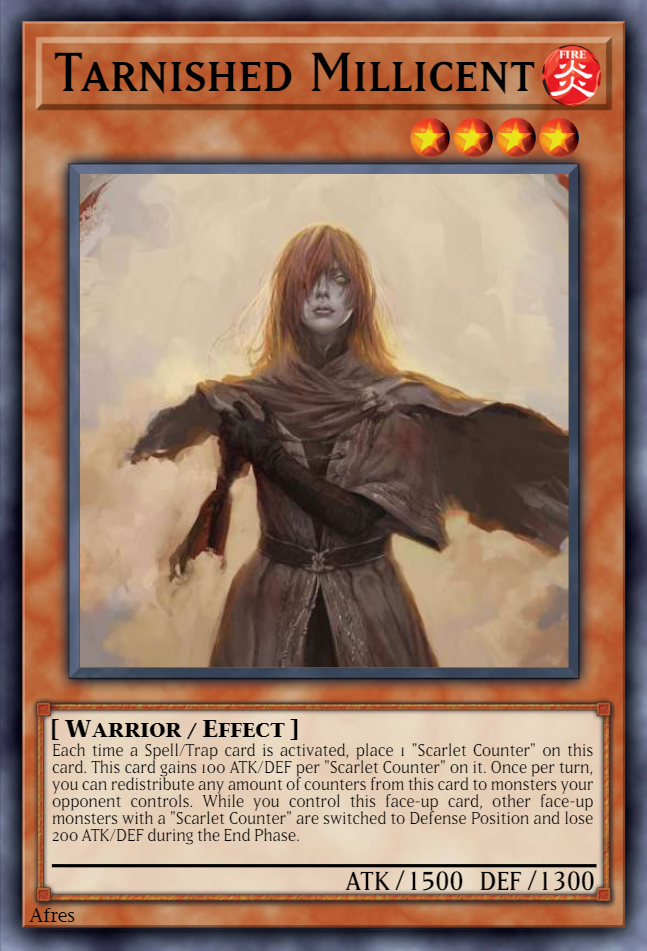 Tarnished Millicent
FIRE
炎
[ Warrior / Effect ]
Each time a Spell/Trap card is activated, place 1 "Scarlet Counter" on this
card. This card gains 100 ATK/DEF per "Scarlet Counter" on it. Once per turn,
you can redistribute any amount of counters from this card to monsters your
opponent controls. While you control this face-up card, other face-up
monsters with a "Scarlet Counter" are switched to Defense Position and lose
200 ATK/DEF during the End Phase.
ATK/1500 DEF/1300
Afres